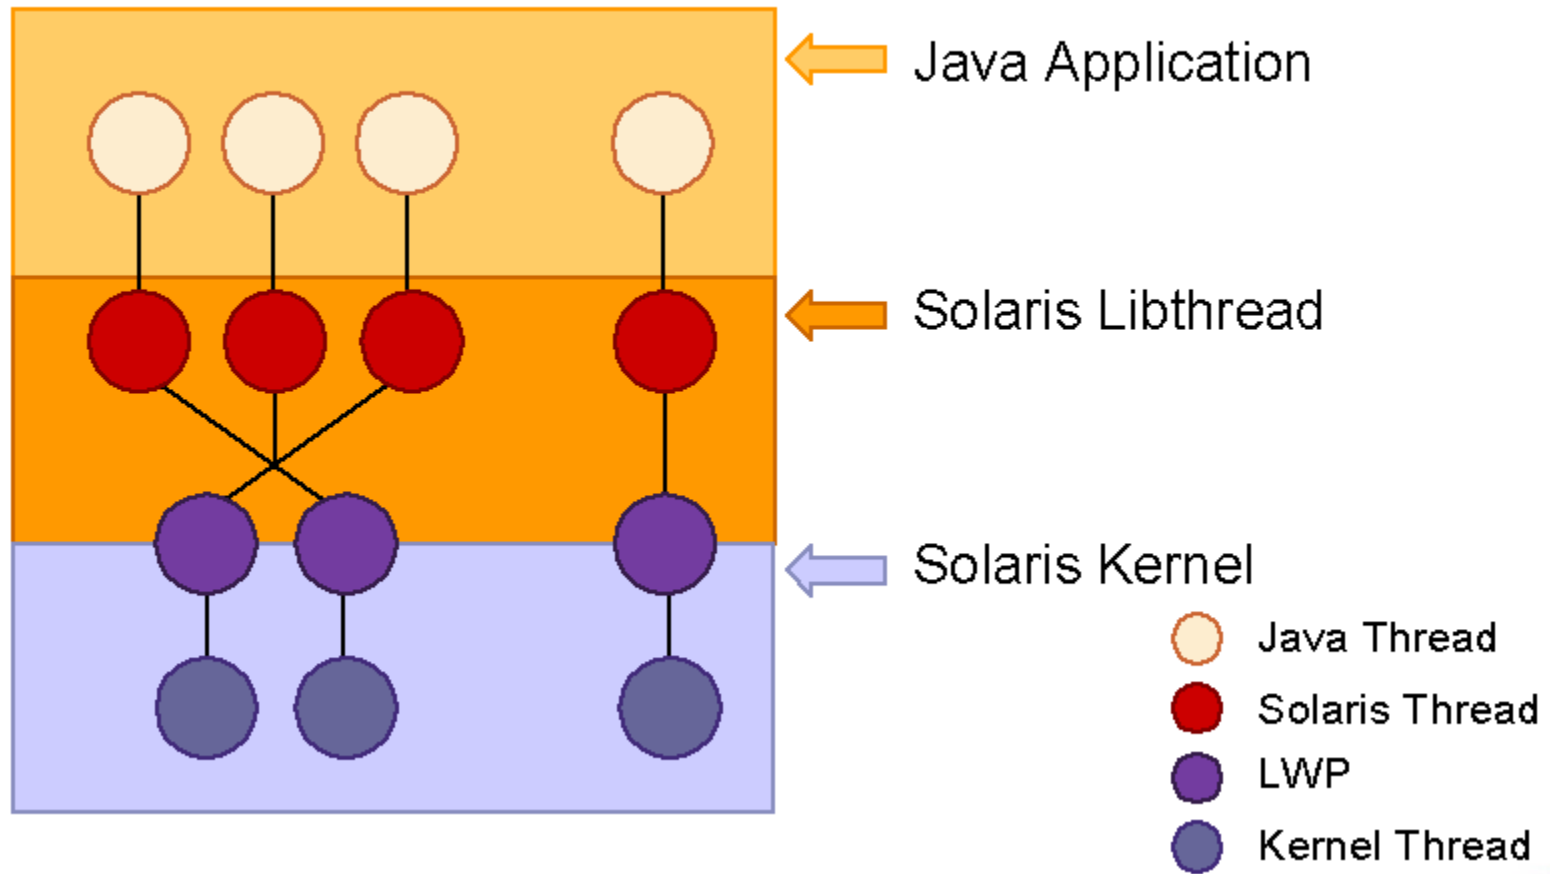 Java Application
Solaris Libthread
Solaris Kernel
Java Thread
Solaris Thread
LWP
Kernel Thread